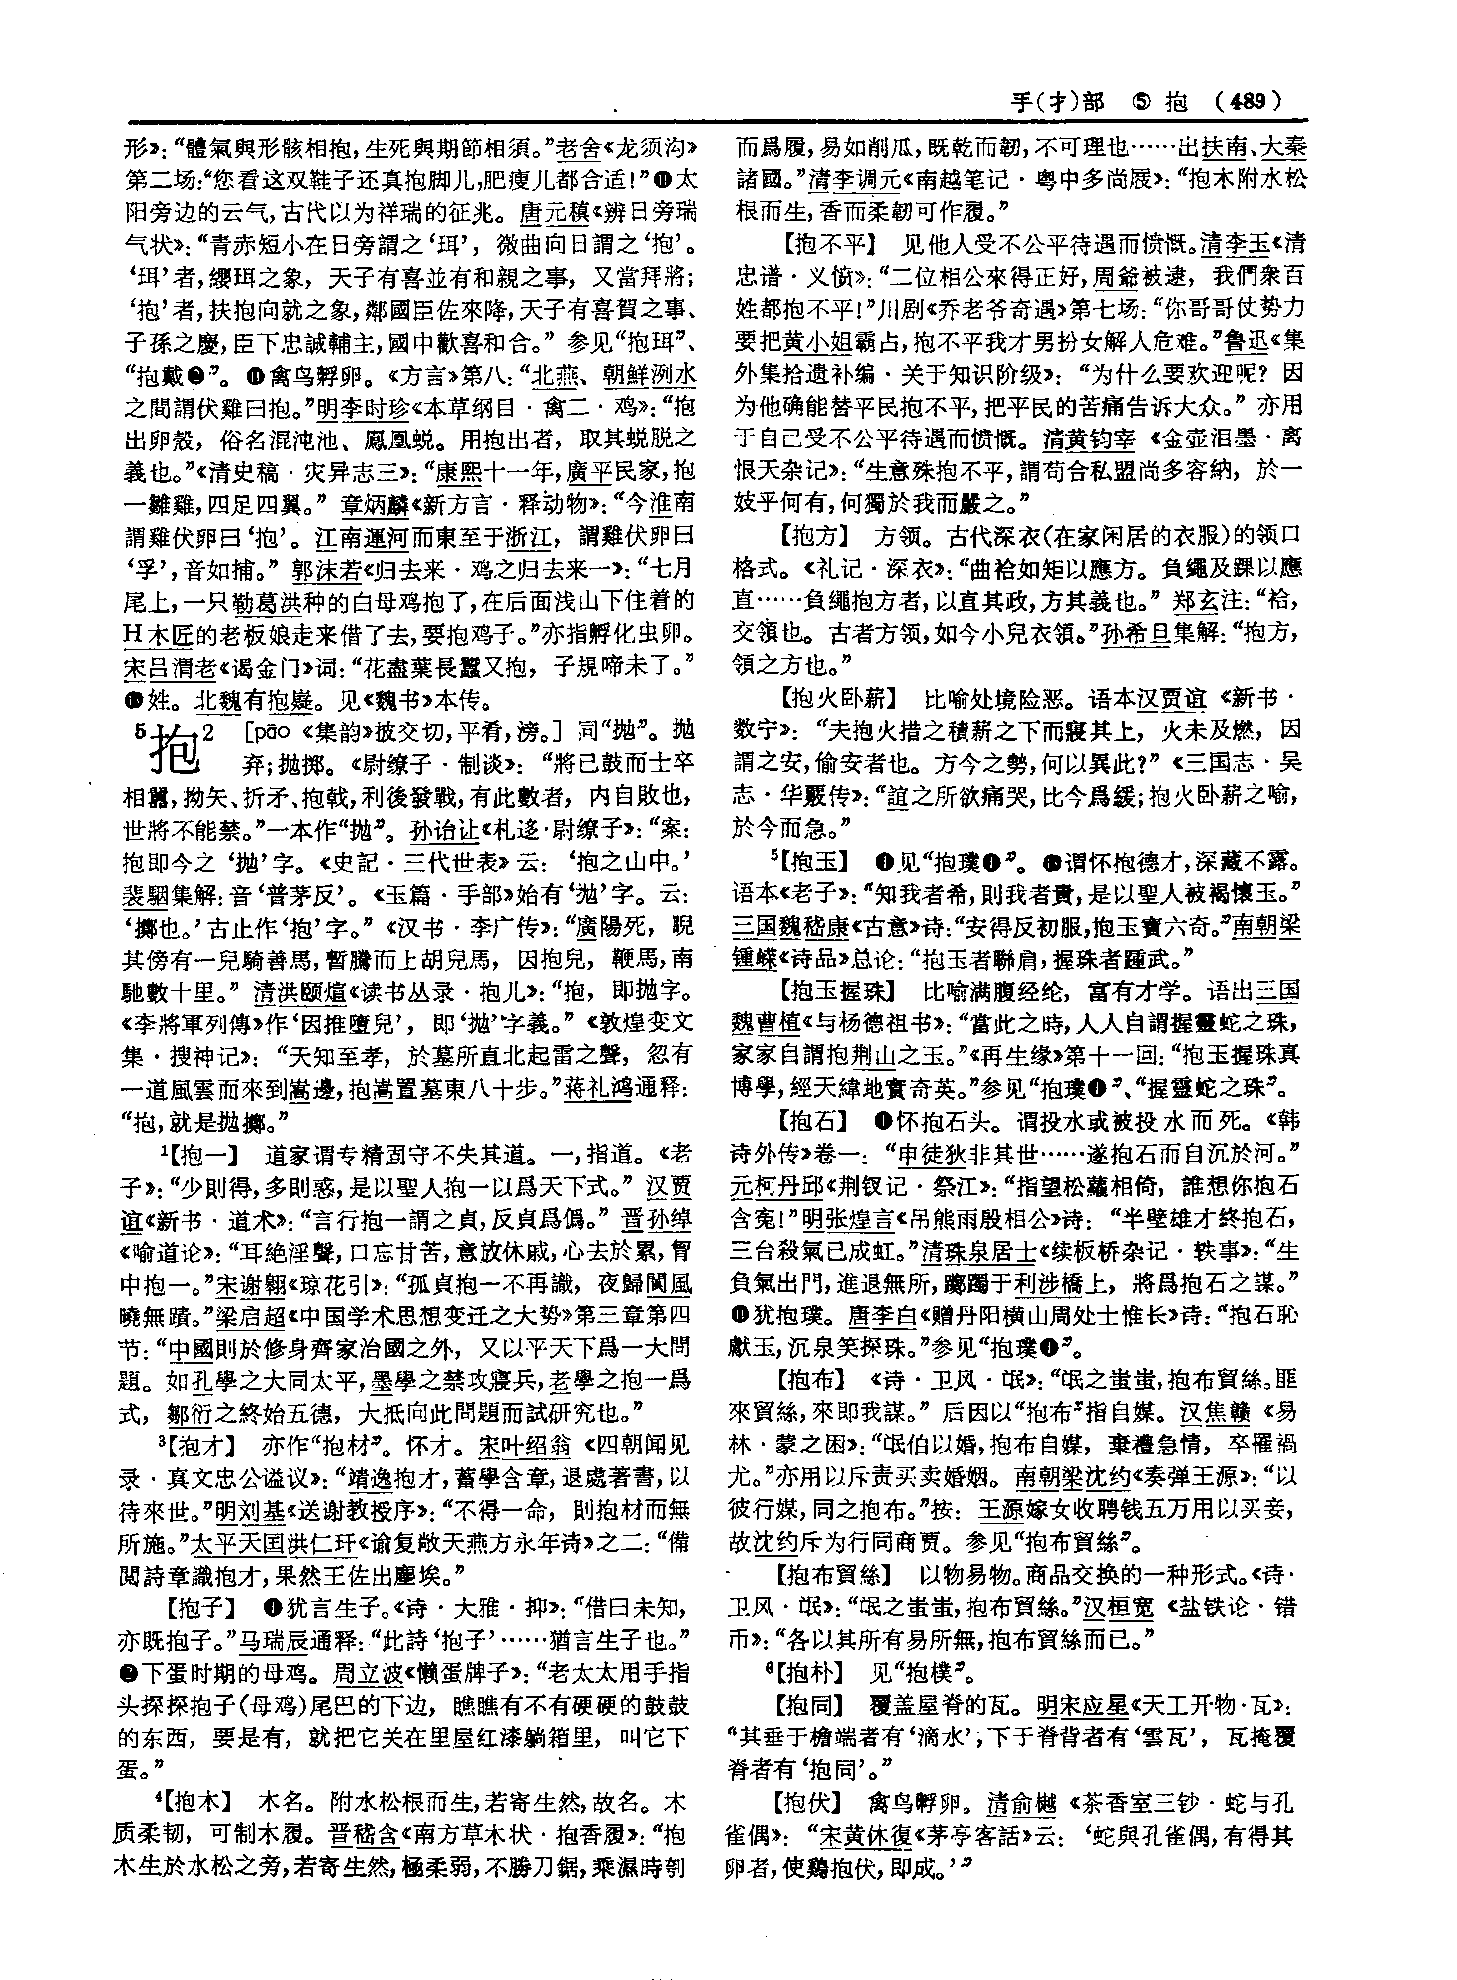 手(扌)部 ⑤ 抱 (489)
形》：“體氣與形骸相抱，生死與期節相須。”老舍《龙须沟》
第二场：“您看这双鞋子还真抱脚儿，肥瘦儿都合适！”⓫太
阳旁边的云气，古代以为祥瑞的征兆。唐元稹《辨日旁瑞
气状》：“青赤短小在日旁謂之‘珥’，微曲向日謂之‘抱’。
‘珥’者，纓珥之象，天子有喜並有和親之事，又當拜將；
‘抱’者，扶抱向就之象，鄰國臣佐來降，天子有喜賀之事、
子孫之慶，臣下忠誠輔主，國中歡喜和合。”参见“抱珥”、
“抱戴❷”。⓬禽鸟孵卵。《方言》第八：“北燕、朝鮮洌水
之間謂伏雞曰抱。”明李时珍《本草纲目·禽二·鸡》：“抱
出卵殼，俗名混沌池、鳳凰蜕。用抱出者，取其蜕脱之
義也。”《清史稿·灾异志三》：“康熙十一年，廣平民家，抱
一雛雞，四足四翼。”章炳麟《新方言·释动物》：“今淮南
謂雞伏卵曰‘抱’。江南運河而東至于浙江，謂雞伏卵曰
‘孚’，音如捕。”郭沫若《归去来·鸡之归去来一》：“七月
尾上，一只勒葛洪种的白母鸡抱了，在后面浅山下住着的
H木匠的老板娘走来借了去，要抱鸡子。”亦指孵化虫卵。
宋吕渭老《谒金门》词：“花盡葉長蠶又抱，子規啼未了。”
⓭姓。北魏有抱嶷。见《魏书》本传。
5抱2 [pāo《集韵》披交切，平肴，滂。]同“抛”。抛
弃；抛掷。《尉缭子·制谈》：“將已鼓而士卒
相囂，拗矢、折矛、抱戟，利後發戰，有此數者，内自敗也，
世將不能禁。”一本作“抛”。孙诒让《札迻·尉缭子》：“案：
抱即今之‘抛’字。《史記·三代世表》云：‘抱之山中。’
裴駰集解：音‘普茅反’。《玉篇·手部》始有‘抛’字。云：
‘擲也。’古止作‘抱’字。”《汉书·李广传》：“廣陽死，睨
其傍有一兒騎善馬，暫騰而上胡兒馬，因抱兒，鞭馬，南
馳數十里。”清洪颐煊《读书丛录·抱儿》：“抱，即抛字。
《李將軍列傳》作‘因推墮兒’，即‘抛’字義。”《敦煌变文
集·搜神记》：“天知至孝，於墓所直北起雷之聲，忽有
一道風雲而來到嵩邊，抱嵩置墓東八十步。”蒋礼鸿通释：
“抱，就是抛擲。”
1【抱一】 道家谓专精固守不失其道。一，指道。《老
子》：“少則得，多則惑，是以聖人抱一以爲天下式。”汉贾
谊《新书·道术》：“言行抱一謂之貞，反貞爲僞。”晋孙绰
《喻道论》：“耳絶淫聲，口忘甘苦，意放休戚，心去於累，胷
中抱一。”宋谢翱《琼花引》：“孤貞抱一不再識，夜歸閬風
曉無蹟。”梁启超《中国学术思想变迁之大势》第三章第四
节：“中國則於修身齊家治國之外，又以平天下爲一大問
題。如孔學之大同太平，墨學之禁攻寢兵，老學之抱一爲
式，鄒衍之終始五德，大抵向此問題而試研究也。”
3【抱才】 亦作“抱材”。怀才。宋叶绍翁《四朝闻见
录·真文忠公谥议》：“靖逸抱才，蓄學含章，退處著書，以
待來世。”明刘基《送谢教授序》：“不得一命，則抱材而無
所施。”太平天国洪仁玕《谕复敞天燕方永年诗》之二：“備
閲詩章識抱才，果然王佐出塵埃。”
【抱子】 ❶犹言生子。《诗·大雅·抑》：“借曰未知，
亦既抱子。”马瑞辰通释：“此詩‘抱子’……猶言生子也。”
❷下蛋时期的母鸡。周立波《懒蛋牌子》：“老太太用手指
头探探抱子(母鸡)尾巴的下边，瞧瞧有不有硬硬的鼓鼓
的东西，要是有，就把它关在里屋红漆躺箱里，叫它下
蛋。”
4【抱木】 木名。附水松根而生，若寄生然，故名。木
质柔韧，可制木履。晋嵇含《南方草木状·抱香履》：“抱
木生於水松之旁，若寄生然，極柔弱，不勝刀鋸，乘濕時刳
而爲履，易如削瓜，既乾而韌，不可理也……出扶南、大秦
諸國。”清李调元《南越笔记·粤中多尚屐》：“抱木附水松
根而生，香而柔韌可作履。”
【抱不平】 见他人受不公平待遇而愤慨。清李玉《清
忠谱·义愤》：“二位相公來得正好，周爺被逮，我們衆百
姓都抱不平！”川剧《乔老爷奇遇》第七场：“你哥哥仗势力
要把黄小姐霸占，抱不平我才男扮女解人危难。”鲁迅《集
外集拾遗补编·关于知识阶级》：“为什么要欢迎呢？因
为他确能替平民抱不平，把平民的苦痛告诉大众。”亦用
于自己受不公平待遇而愤慨。清黄钧宰《金壶泪墨·离
恨天杂记》：“生意殊抱不平，謂苟合私盟尚多容納，於一
妓乎何有，何獨於我而嚴之。”
【抱方】 方领。古代深衣(在家闲居的衣服)的领口
格式。《礼记·深衣》：“曲袷如矩以應方。負繩及踝以應
直……負繩抱方者，以直其政，方其義也。”郑玄注：“袷，
交領也。古者方领，如今小兒衣領。”孙希旦集解：“抱方，
領之方也。”
【抱火卧薪】 比喻处境险恶。语本汉贾谊《新书·
数宁》：“夫抱火措之積薪之下而寢其上，火未及燃，因
謂之安，偷安者也。方今之勢，何以異此？”《三国志·吴
志·华覈传》：“誼之所欲痛哭，比今爲緩；抱火卧薪之喻，
於今而急。”
5【抱玉】 ❶见“抱璞❶”。❷谓怀抱德才，深藏不露。
语本《老子》：“知我者希，則我者貴，是以聖人被褐懷玉。”
三国魏嵇康《古意》诗：“安得反初服，抱玉寶六奇。”南朝梁
锺嵘《诗品》总论：“抱玉者聯肩，握珠者踵武。”
【抱玉握珠】 比喻满腹经纶，富有才学。语出三国
魏曹植《与杨德祖书》：“當此之時，人人自謂握靈蛇之珠，
家家自謂抱荆山之玉。”《再生缘》第十一回：“抱玉握珠真
博學，經天緯地實奇英。”参见“抱璞❶”、“握靈蛇之珠”。
【抱石】 ❶怀抱石头。谓投水或被投水而死。《韩
诗外传》卷一：“申徒狄非其世……遂抱石而自沉於河。”
元柯丹邱《荆钗记·祭江》：“指望松蘿相倚，誰想你抱石
含寃！”明张煌言《吊熊雨殷相公》诗：“半壁雄才終抱石，
三台殺氣已成虹。”清珠泉居士《续板桥杂记·轶事》：“生
負氣出門，進退無所，躑躅于利涉橋上，將爲抱石之謀。”
❷犹抱璞。唐李白《赠丹阳横山周处士惟长》诗：“抱石恥
獻玉，沉泉笑探珠。”参见“抱璞❶”。
【抱布】 《诗·卫风·氓》：“氓之蚩蚩，抱布貿絲。匪
來貿絲，來即我謀。”后因以“抱布”指自媒。汉焦赣《易
林·蒙之困》：“氓伯以婚，抱布自媒，棄禮急情，卒罹禍
尤。”亦用以斥责买卖婚姻。南朝梁沈约《奏弹王源》：“以
彼行媒，同之抱布。”按：王源嫁女收聘钱五万用以买妾，
故沈约斥为行同商贾。参见“抱布貿絲”。
【抱布貿絲】 以物易物。商品交换的一种形式。《诗·
卫风·氓》：“氓之蚩蚩，抱布貿絲。”汉桓宽《盐铁论·错
币》：“各以其所有易所無，抱布貿絲而已。”
6【抱朴】 见“抱樸”。
【抱同】 覆盖屋脊的瓦。明宋应星《天工开物·瓦》：
“其垂于檐端者有‘滴水’；下于脊背者有‘雲瓦’，瓦掩覆
脊者有‘抱同’。”
【抱伏】 禽鸟孵卵。清俞樾《茶香室三钞·蛇与孔
雀偶》：“宋黄休復《茅亭客話》云：‘蛇與孔雀偶，有得其
卵者，使鷄抱伏，即成。’”